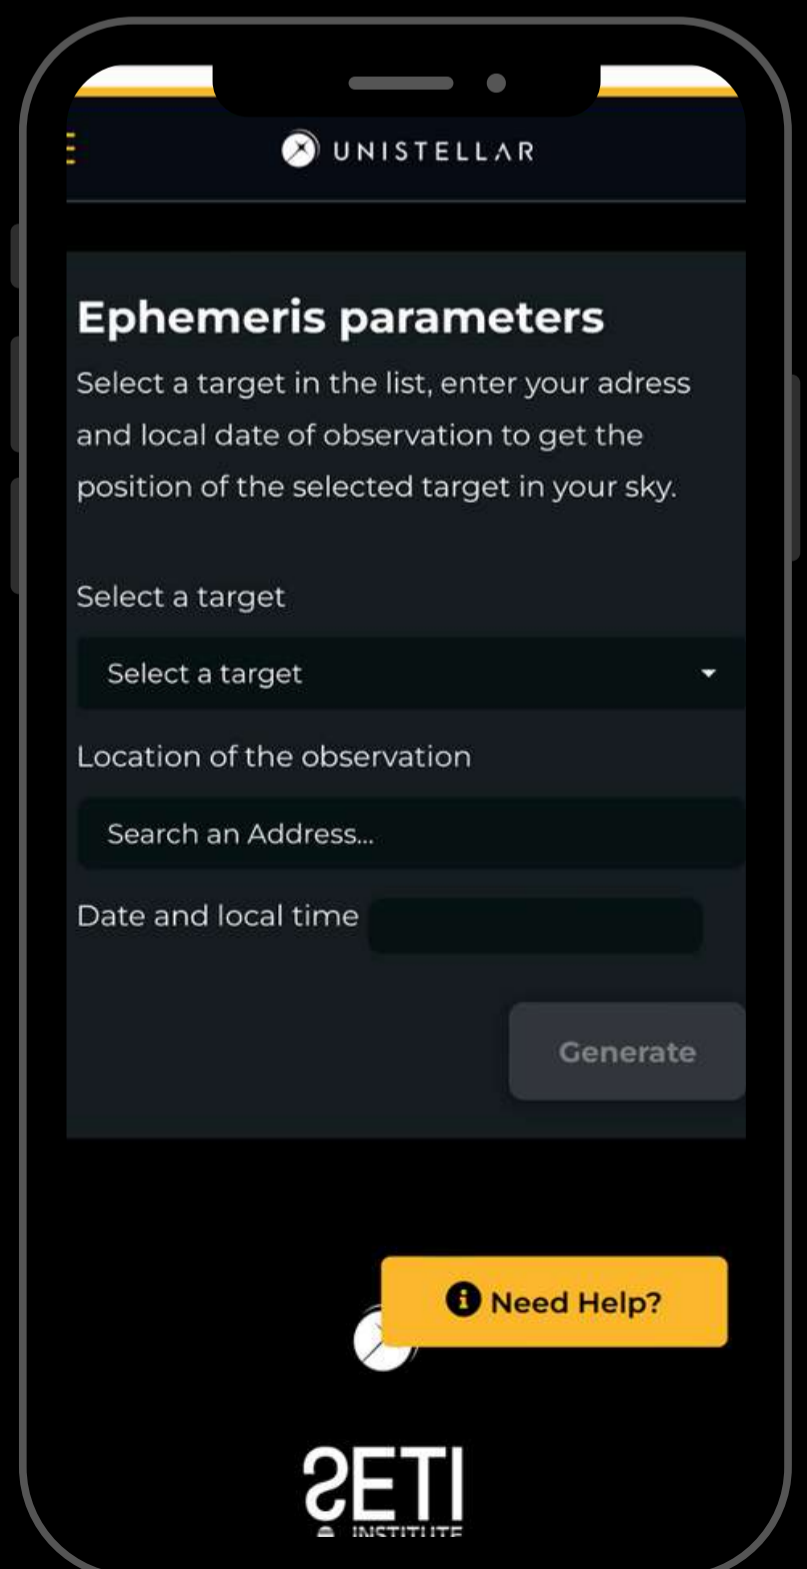 UNISTELLAR
Ephemeris parameters
Select a target in the list, enter your adress
and local date of observation to get the
position of the selected target in your sky.
Select a target
Select a target
Location of the observation
Search an Address...
Date and local time
Generate
Need Help?
SETI
INSTITUTE